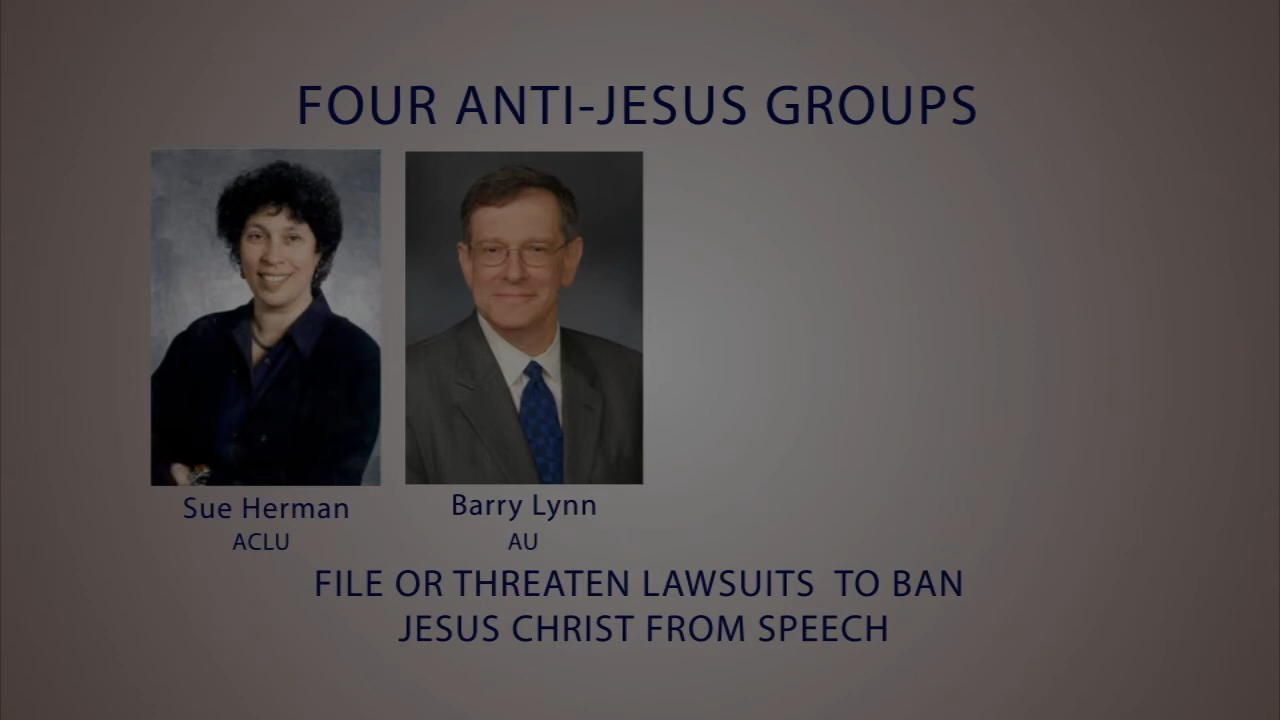 FOUR ANTI-JESUS GROUPS
Sue Herman
ACLU
Barry Lynn
AU
FILE OR THREATEN LAWSUITS TO BAN
JESUS CHRIST FROM SPEECH